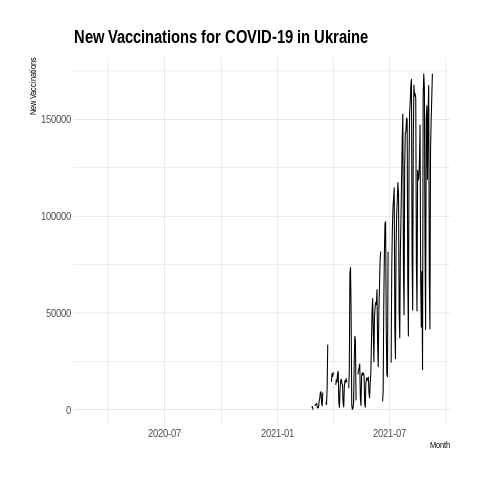 New Vaccinations for COVID-19 in Ukraine
New Vaccinations
150000
100000
50000
0
2020-07
2021-01
2021-07
Month